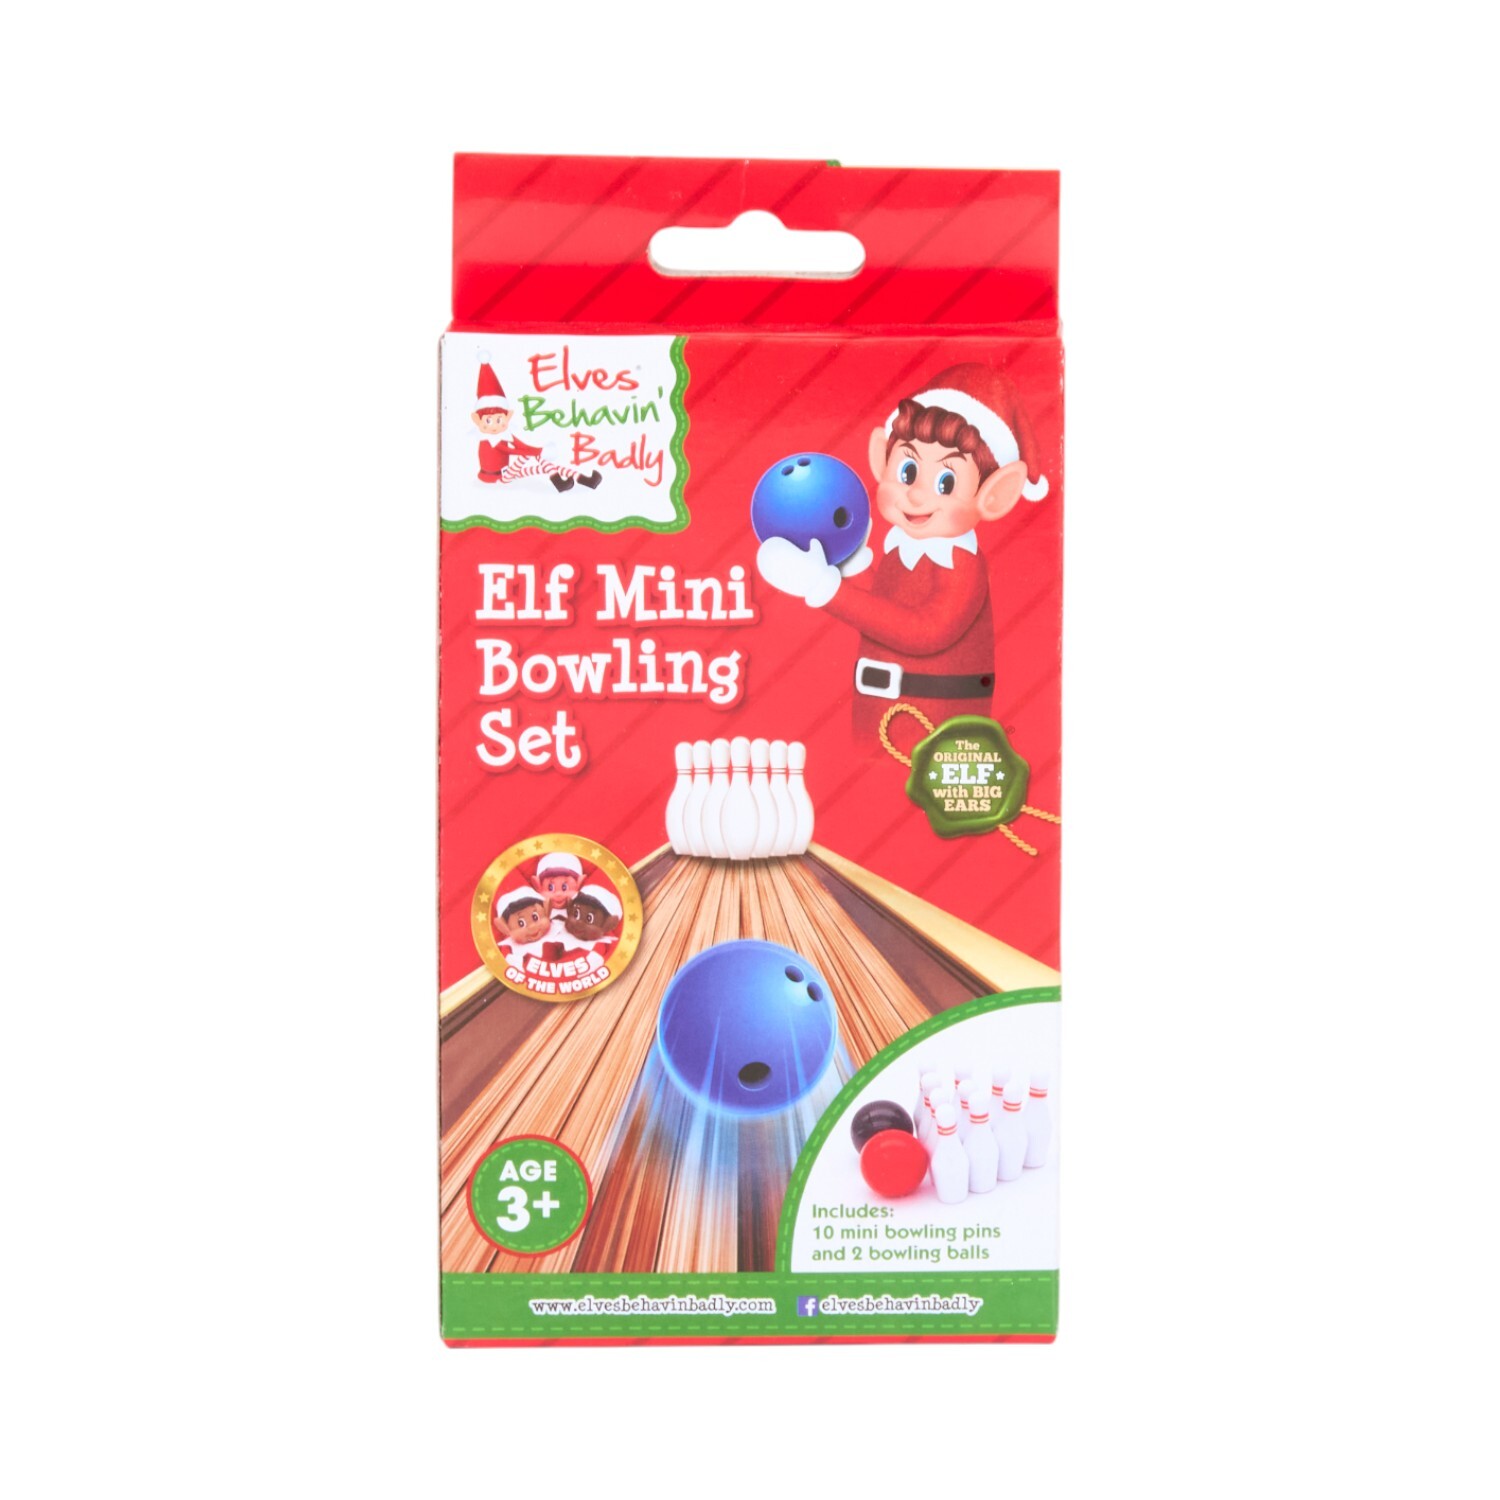 Elves
Behavin'
Badly
Elf Mini
Bowling
Set
The
ORIGINAL
ELF
with BIG
EARS
ELVES
OF THE WORLD
AGE
3+
Includes:
10 mini bowling pins
and 2 bowling balls
www.elvesbehavinbadly.com
f elvesbehavinbadly